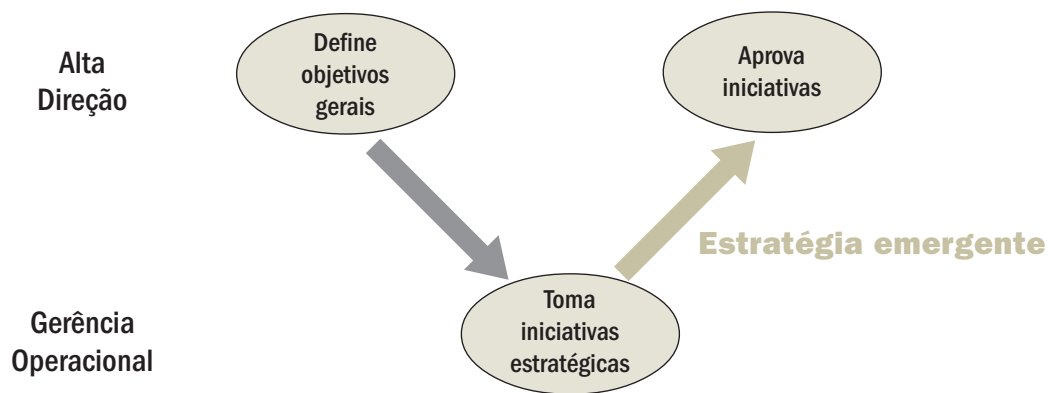 Alta
Direção
Define
objetivos
gerais
Aprova
iniciativas
Estratégia emergente
Gerência
Operacional
Toma
iniciativas
estratégicas